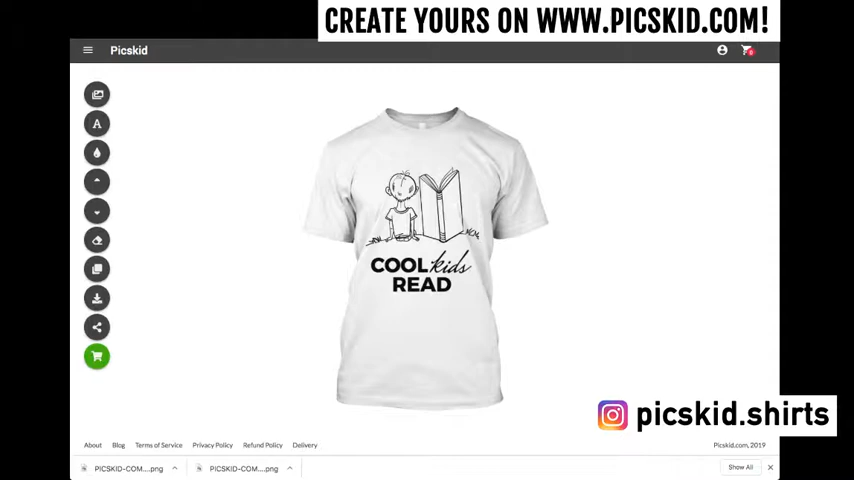 CREATE YOURS ON WWW.PICSKID.COM!
Picskid
0
A
COOL kids
READ
picskid.shirts
About Blog Terms of Service Privacy Policy Refund Policy Delivery Picskid.com, 2019
PICSKID-COM....png PICSKID-COM....png Show All